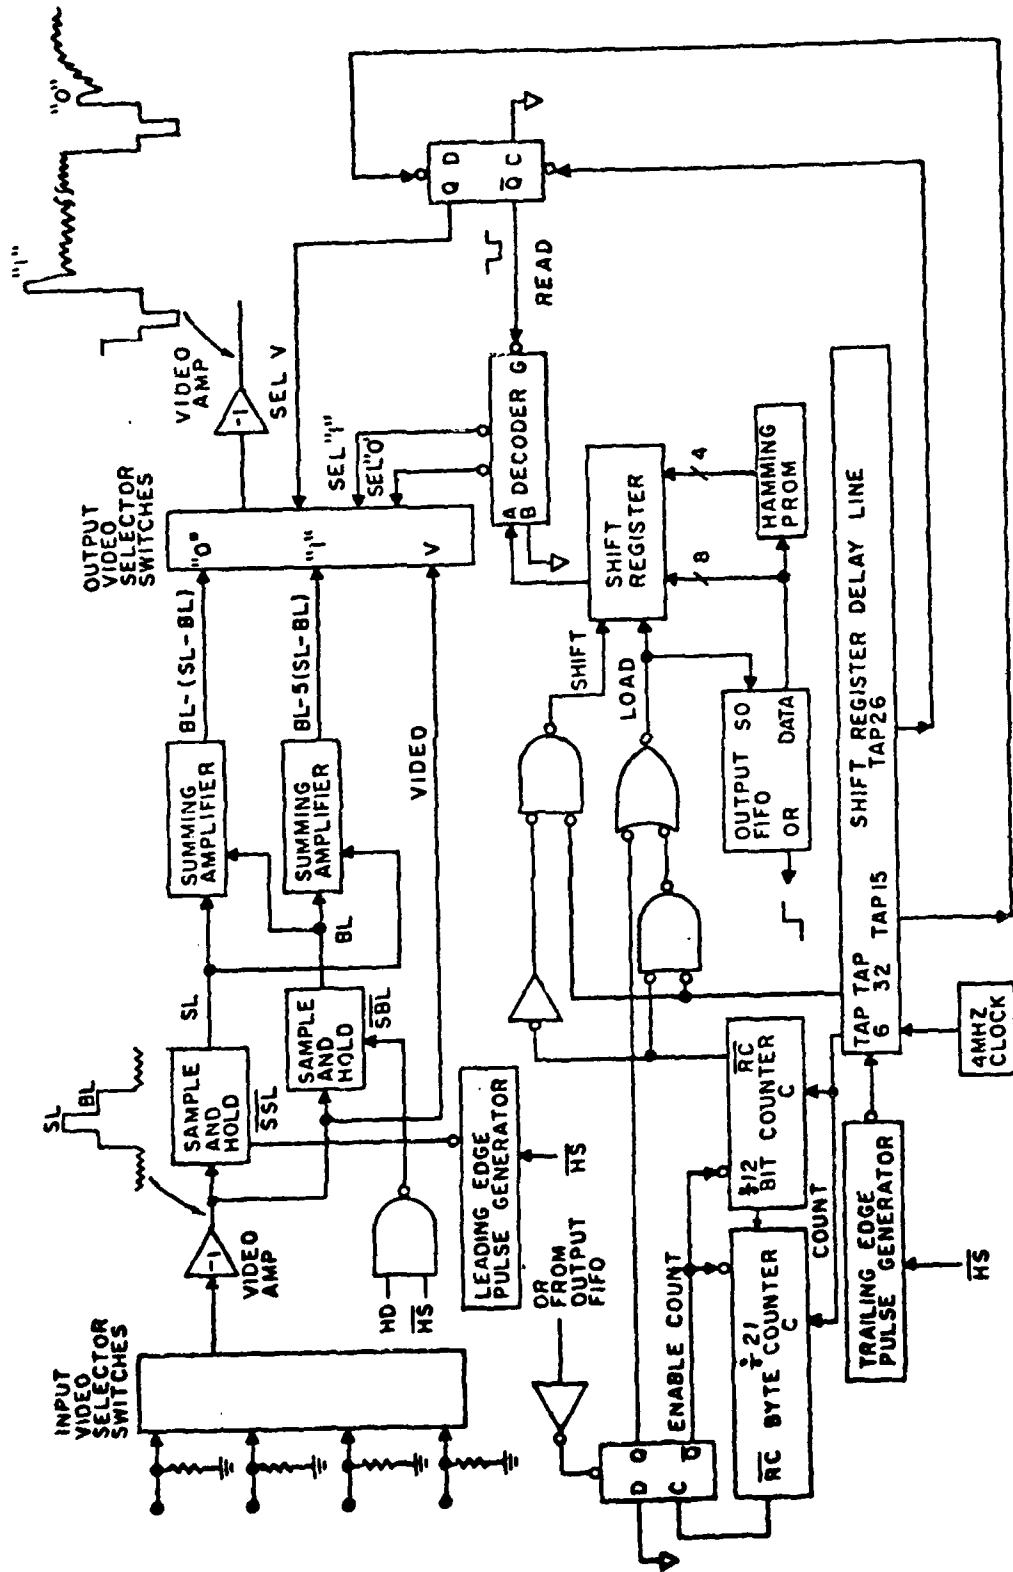 INPUT
VIDEO
SELECTOR
SWITCHES
-1
VIDEO
AMP
SL
BL
SAMPLE
AND
HOLD
SSL
SL
SAMPLE
AND
HOLD
SBL
BL
SUMMING
AMPLIFIER
SUMMING
AMPLIFIER
BL-(SL-BL)
BL-5(SL-BL)
VIDEO
OUTPUT
VIDEO
SELECTOR
SWITCHES
"0"
"1"
V
-1
VIDEO
AMP
SEL V
SEL"1"
SEL"0"
"1"
"0"
HD
HS
LEADING EDGE
PULSE GENERATOR
HS
OR
FROM
OUTPUT
FIFO
D Q
C Q
ENABLE COUNT
RC BYTE COUNTER
÷21
C
÷12
BIT COUNTER
RC
C
COUNT
TRAILING EDGE
PULSE GENERATOR
HS
4MHZ
CLOCK
TAP
6
TAP
32
TAP15
SHIFT REGISTER DELAY LINE
TAP26
SHIFT
LOAD
OUTPUT SO
FIFO
OR DATA
SHIFT
REGISTER
8
4
HAMMING
PROM
A
B
DECODER G
READ
Q D
Q C